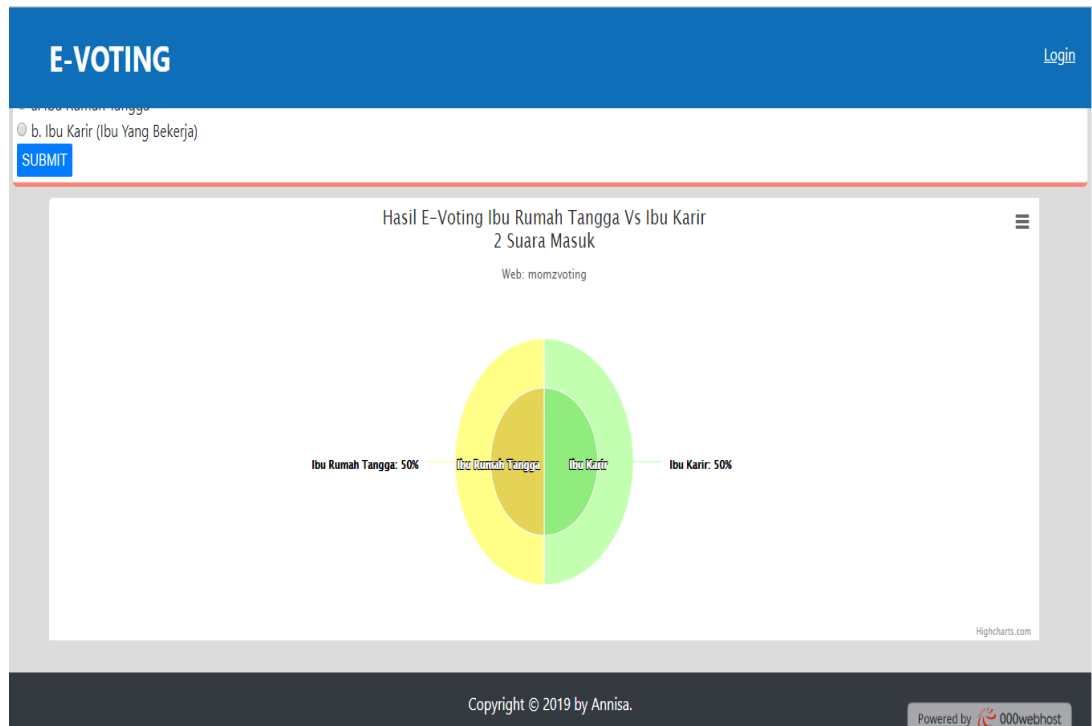 E-VOTING
Login
b. Ibu Karir (Ibu Yang Bekerja)
SUBMIT
Hasil E-Voting Ibu Rumah Tangga Vs Ibu Karir
2 Suara Masuk
Web: momzvoting
Ibu Rumah Tangga: 50%
Ibu Rumah Tangga
Ibu Karir
Ibu Karir: 50%
Highcharts.com
Copyright © 2019 by Annisa.
Powered by 000webhost